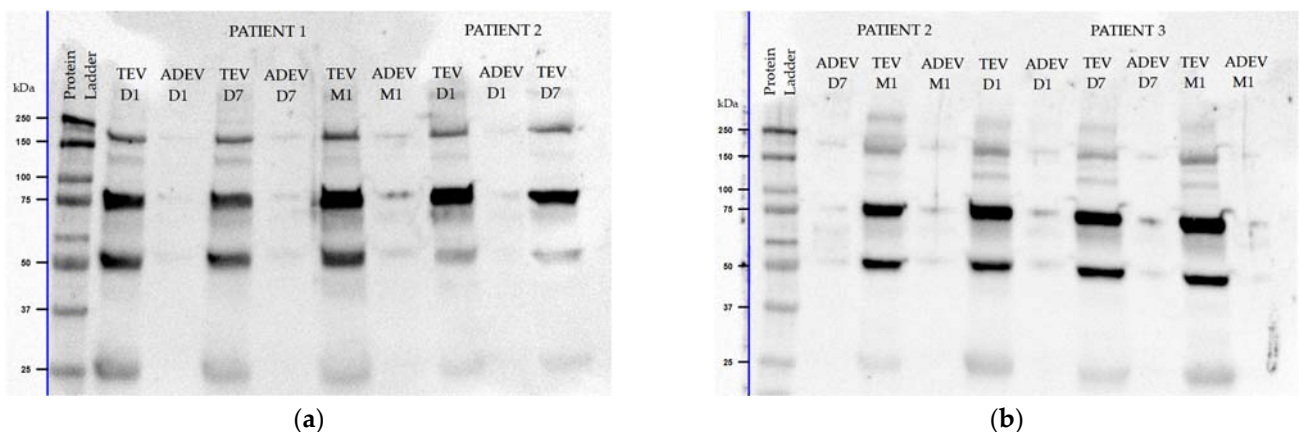 PATIENT 1 PATIENT 2
Protein Ladder
TEV D1
ADEV D1
TEV D7
ADEV D7
TEV M1
ADEV M1
TEV D1
ADEV D1
TEV D7
kDa
250
150
100
75
50
37
25
(a)
PATIENT 2 PATIENT 3
Protein Ladder
ADEV D7
TEV M1
ADEV M1
TEV D1
ADEV D1
TEV D7
ADEV D7
TEV M1
ADEV M1
kDa
250
150
100
75
50
37
25
(b)